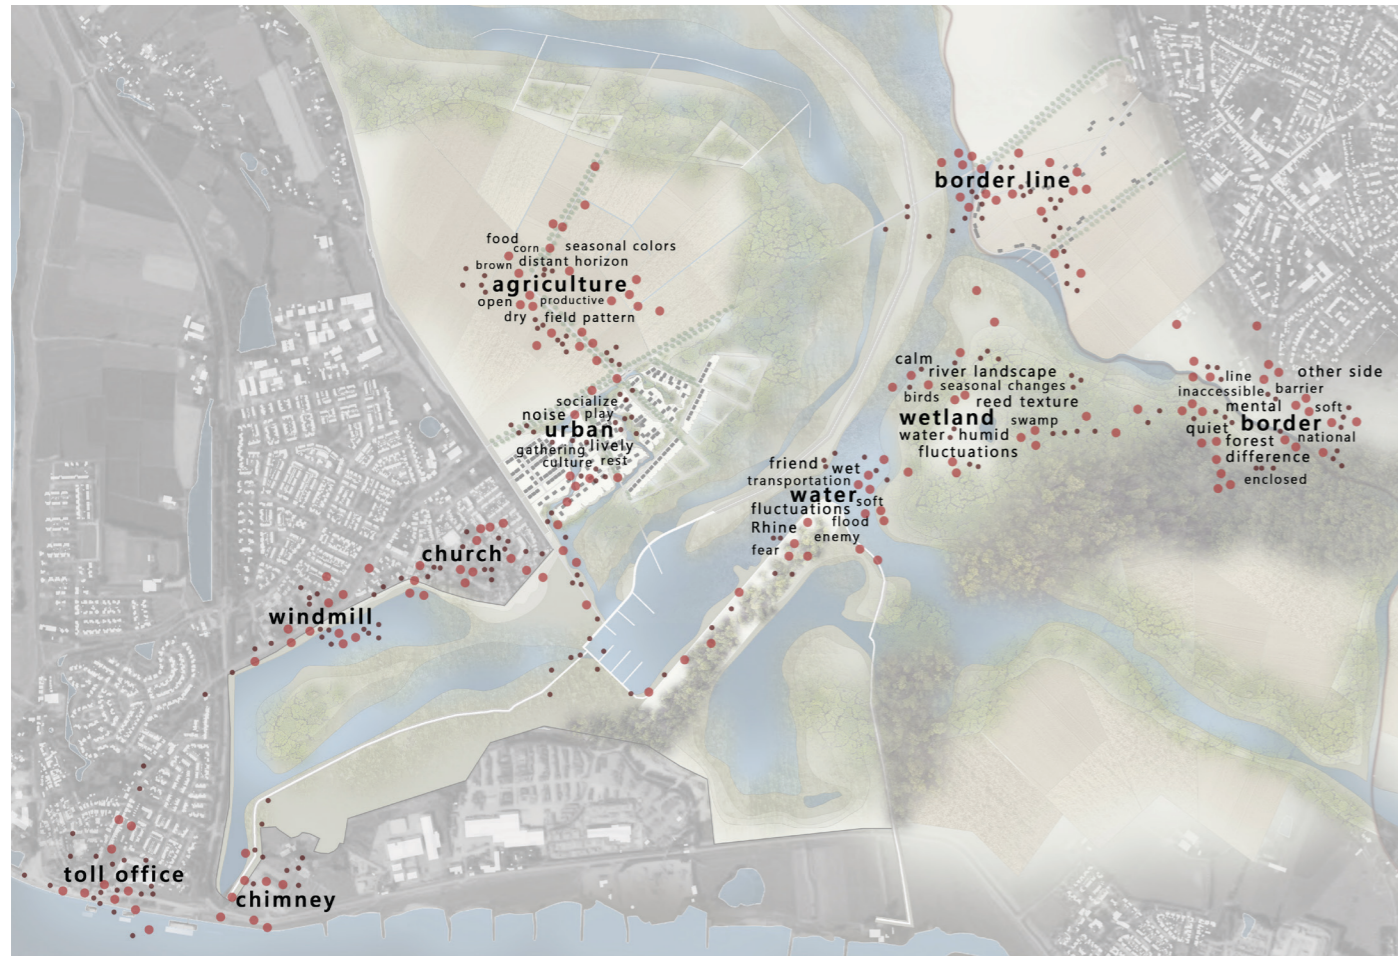 border line
food
corn
seasonal colors
brown
distant horizon
agriculture
open
productive
dry
field pattern
socialize
noise
play
urban
gathering
lively
culture
rest
calm
river landscape
seasonal changes
birds
reed texture
wetland
swamp
water
humid
fluctuations
line
other side
inaccessible
barrier
mental
soft
quiet
border
forest
national
difference
enclosed
friend
wet
transportation
water
soft
fluctuations
flood
Rhine
enemy
fear
church
windmill
toll office
chimney